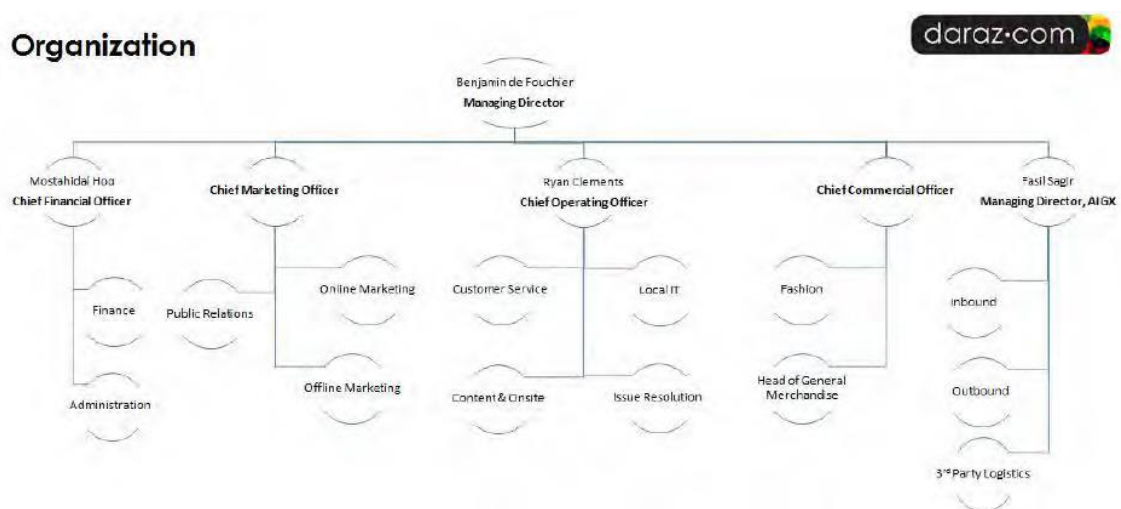 Organization
daraz.com
Benjamin de Fouchier
Managing Director
Mostahidal Hoq
Chief Financial Officer
Chief Marketing Officer
Ryan Clements
Chief Operating Officer
Chief Commercial Officer
Fasil Sagir
Managing Director, AIGX
Finance
Administration
Public Relations
Online Marketing
Offline Marketing
Customer Service
Local IT
Content & Onsite
Issue Resolution
Fashion
Head of General
Merchandise
Inbound
Outbound
3rd Party Logistics